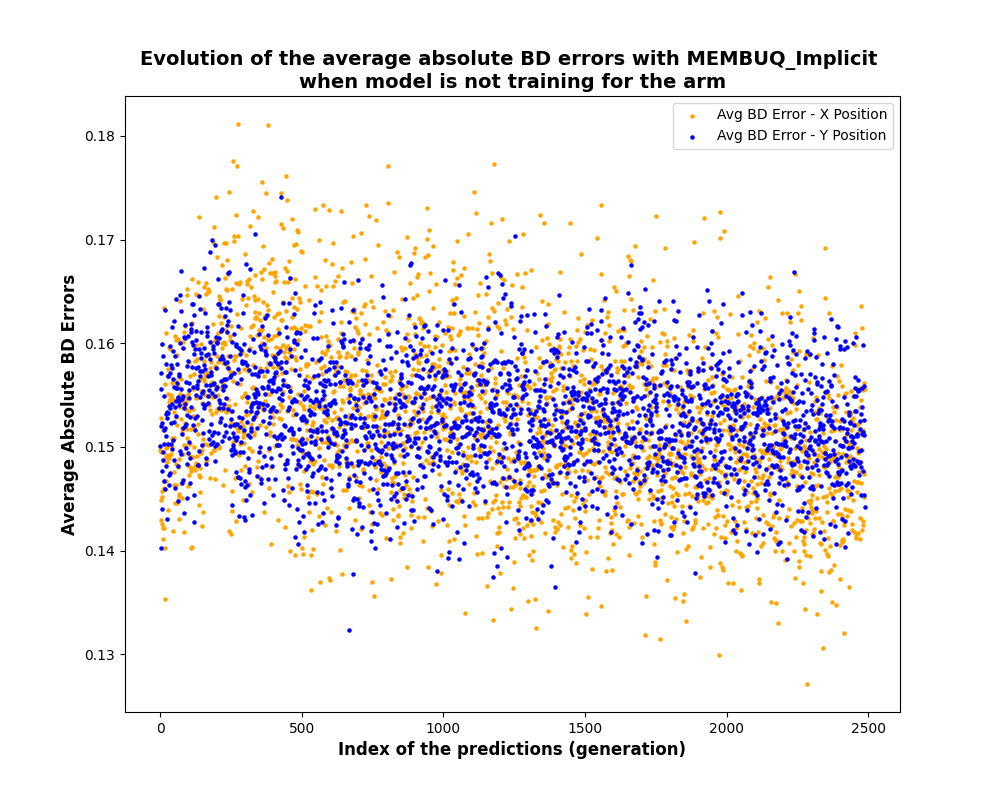 Evolution of the average absolute BD errors with MEMBUQ_Implicit
when model is not training for the arm
Avg BD Error - X Position
Avg BD Error - Y Position
Average Absolute BD Errors
0.18
0.17
0.16
0.15
0.14
0.13
0
500
1000
1500
2000
2500
Index of the predictions (generation)